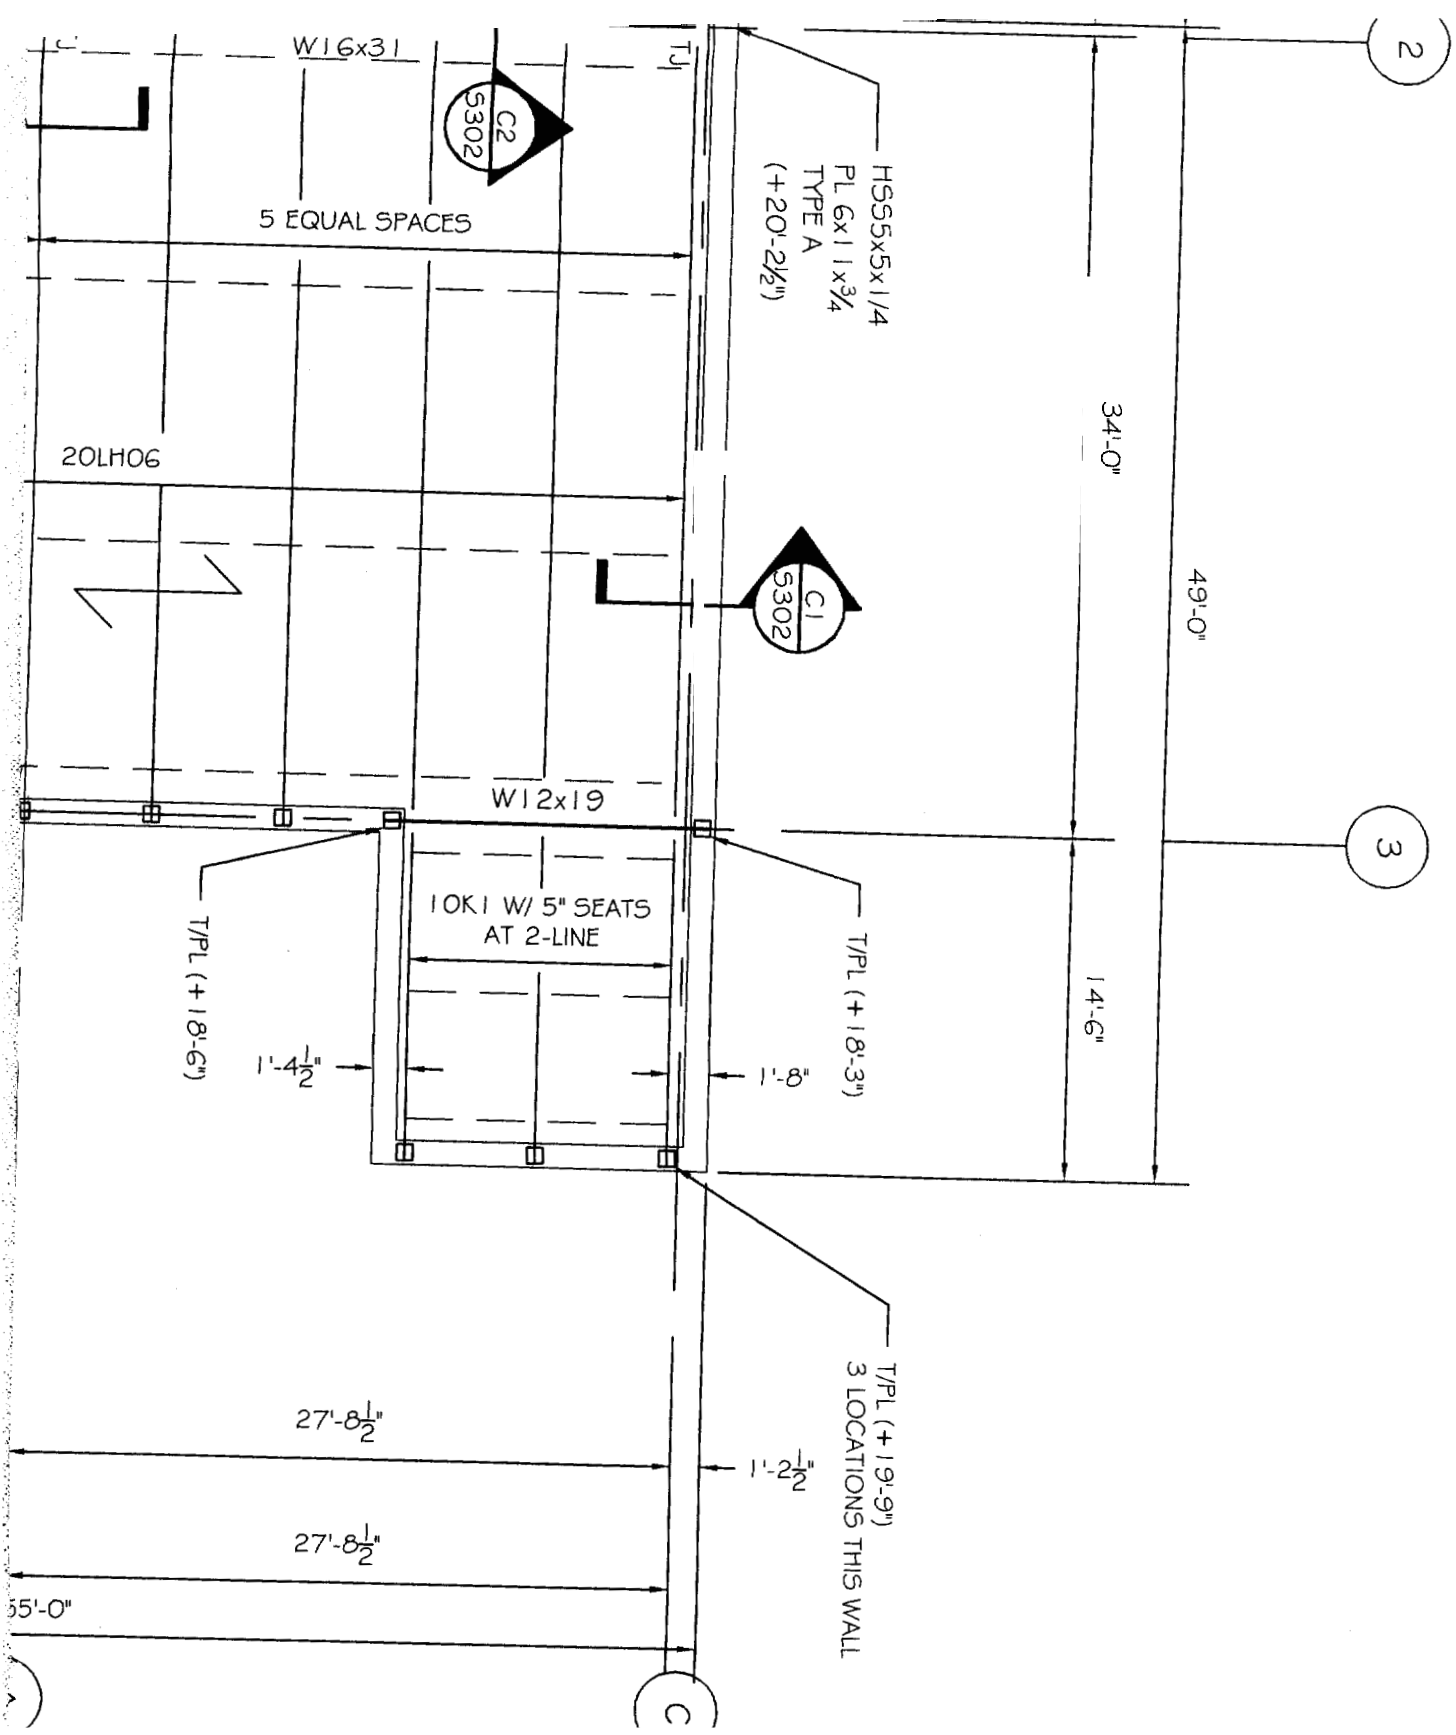 2
W16x31
TJ
C2
S302
HSS5x5x1/4
PL 6x11x3/4
TYPE A
(+20'-2½")
5 EQUAL SPACES
34'-0"
49'-0"
20LH06
C1
S302
W12x19
3
10K1 W/ 5" SEATS
AT 2-LINE
T/PL (+18'-6")
T/PL (+18'-3")
14'-6"
1'-4½"
1'-8"
T/PL (+19'-9")
3 LOCATIONS THIS WALL
27'-8½"
1'-2½"
27'-8½"
55'-0"
C